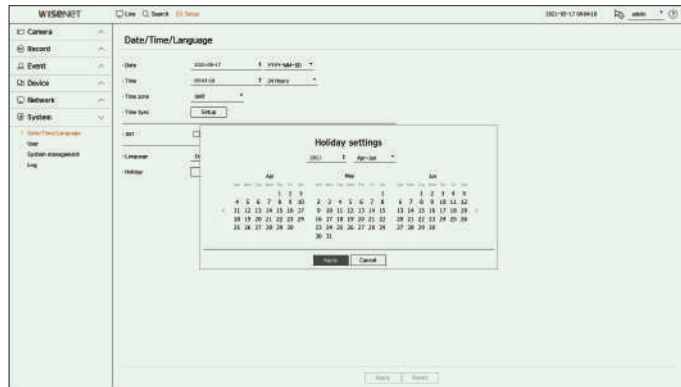 WISENET Live Search Setup admin
Camera
Record
Event
Device
Network
System
Date/Time/Language
User
System management
Log
Date/Time/Language
Date YYYY-MM-DD
Time 24 Hours
Time zone GMT
Time Sync Setup
DST
Language
Holiday
Holiday settings
Apr-Jun
Apr May Jun
1 2 3 1 1 2 3 4 5
4 5 6 7 8 9 10 2 3 4 5 6 7 8 6 7 8 9 10 11 12
11 12 13 14 15 16 17 9 10 11 12 13 14 15 13 14 15 16 17 18 19
18 19 20 21 22 23 24 16 17 18 19 20 21 22 20 21 22 23 24 25 26
25 26 27 28 29 30 23 24 25 26 27 28 29 27 28 29 30
30 31
Apply Cancel
Apply Revert